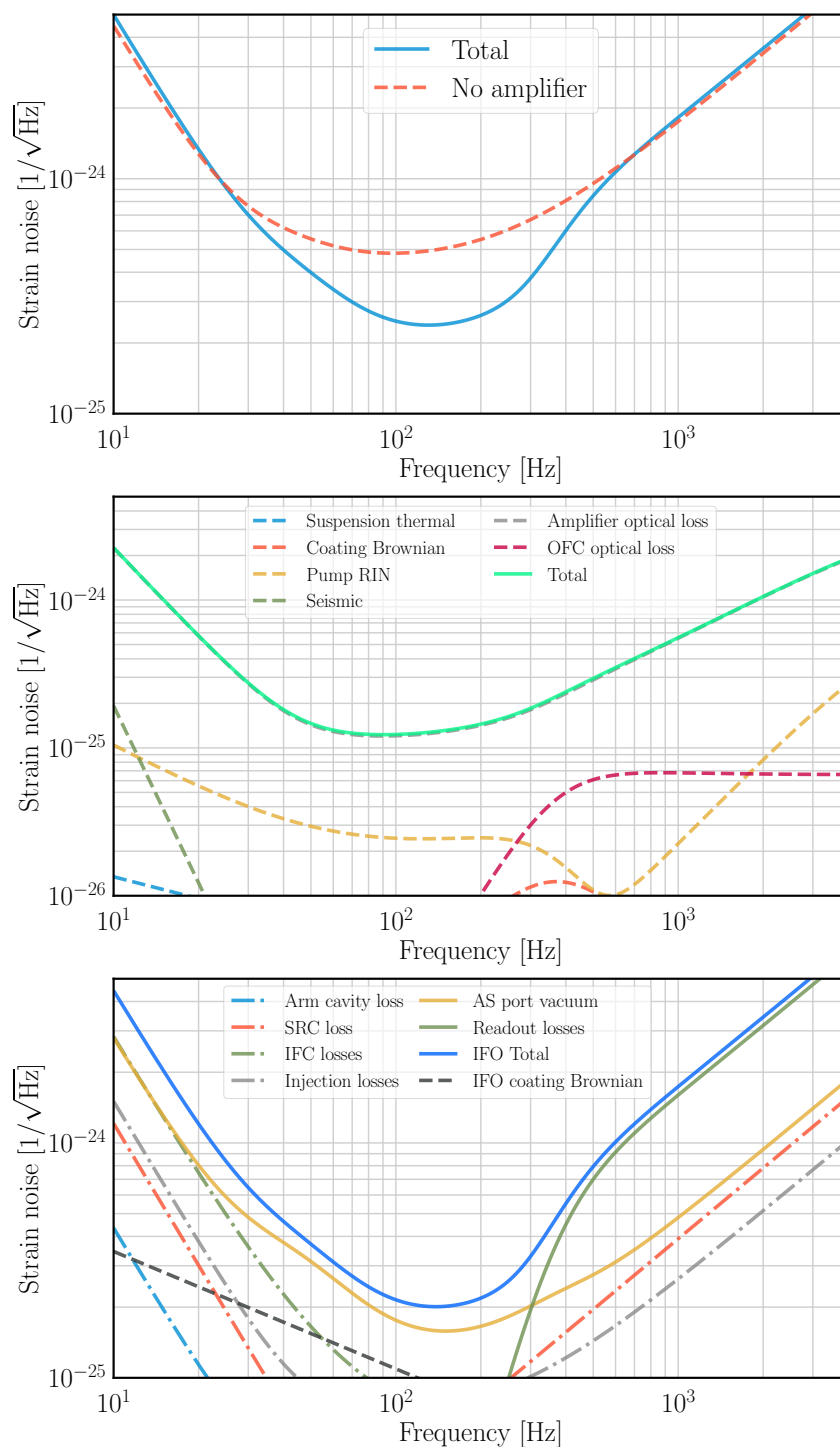 Total
No amplifier
10^{-24}
10^{-25}
Strain noise [1/√Hz]
10^1
10^2
10^3
Frequency [Hz]
Suspension thermal
Coating Brownian
Pump RIN
Seismic
Amplifier optical loss
OFC optical loss
Total
10^{-24}
10^{-25}
10^{-26}
Strain noise [1/√Hz]
10^1
10^2
10^3
Frequency [Hz]
Arm cavity loss
SRC loss
IFC losses
Injection losses
AS port vacuum
Readout losses
IFO Total
IFO coating Brownian
10^{-24}
10^{-25}
Strain noise [1/√Hz]
10^1
10^2
10^3
Frequency [Hz]